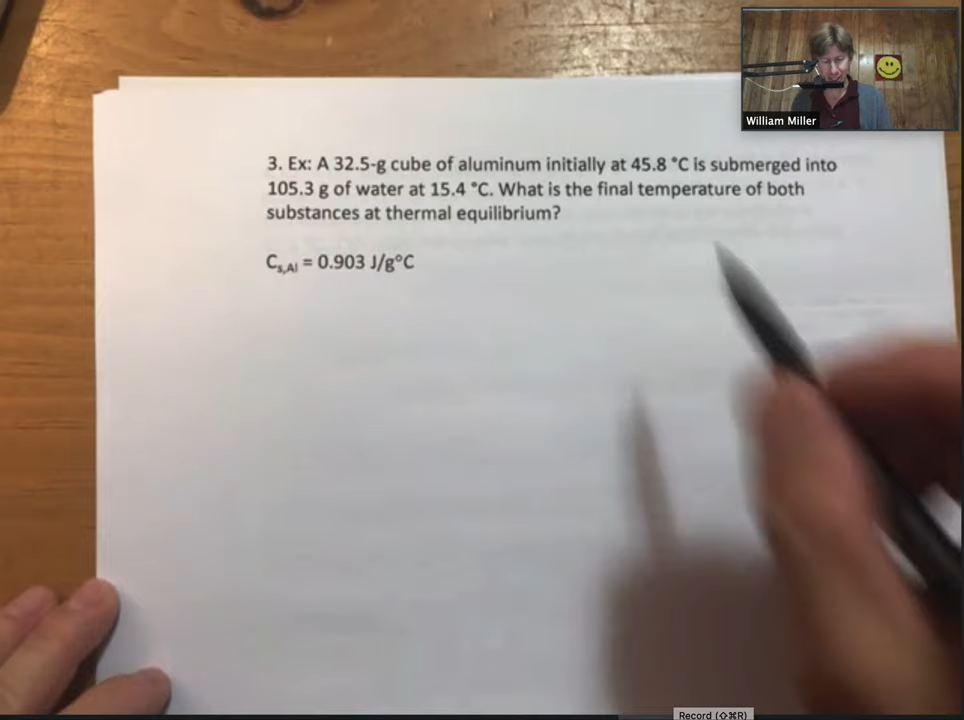 William Miller
3. Ex: A 32.5-g cube of aluminum initially at 45.8 °C is submerged into
105.3 g of water at 15.4 °C. What is the final temperature of both
substances at thermal equilibrium?
Cs,Al = 0.903 J/g°C
Record (⇧⌘R)